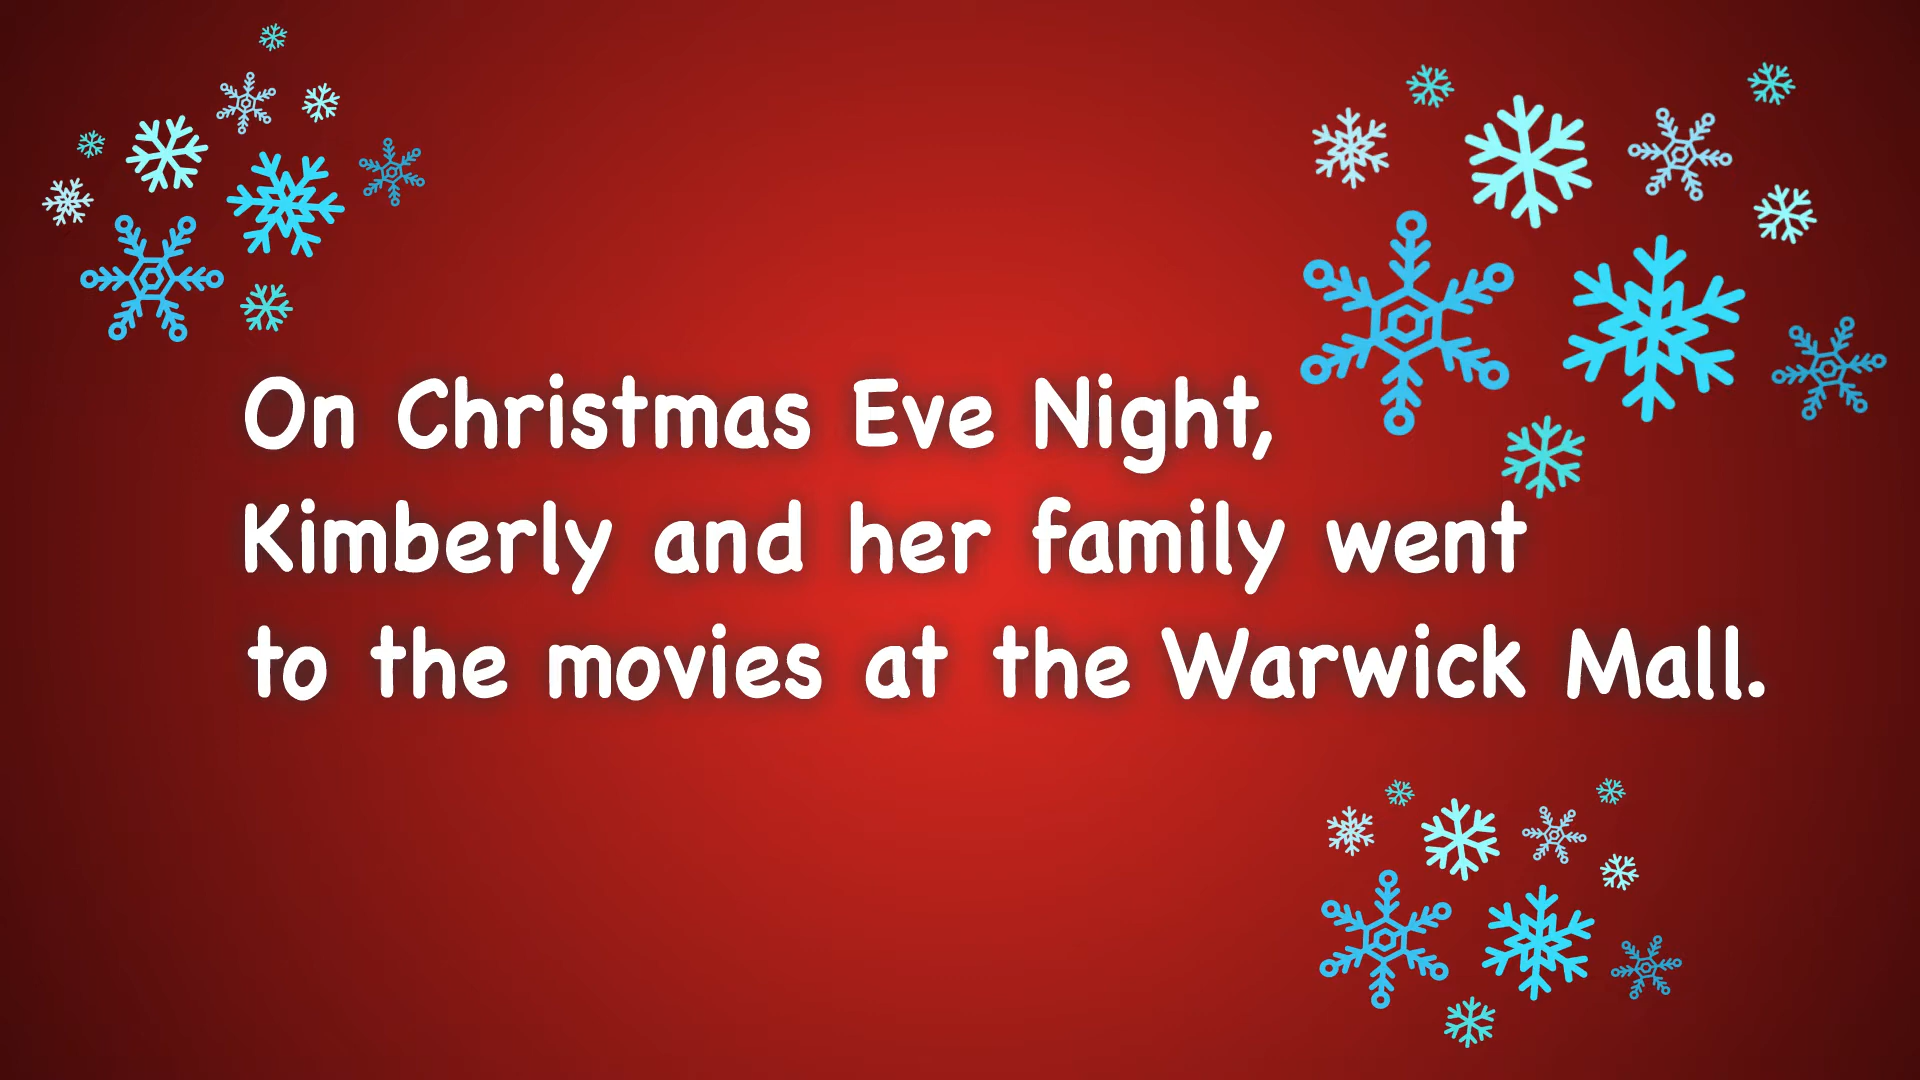 On Christmas Eve Night,
Kimberly and her family went
to the movies at the Warwick Mall.